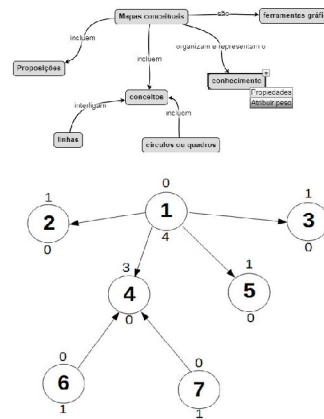 Mapas conceituais
são
ferramentas gráfi
incluem
incluem
organizam e representam o
Proposições
conceitos
conhecimento
Propiedades
Atribuir peso
interligam
incluem
linhas
círculos ou quadros
0
1
1
2
1
3
0
4
0
3
1
4
5
0
0
0
0
6
7
1
1